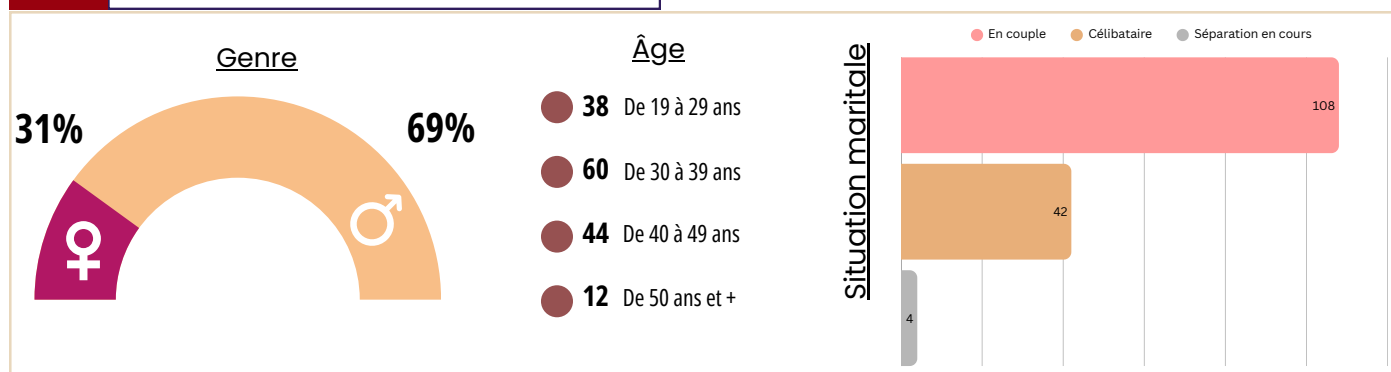 Genre
31%
69%
Âge
38 De 19 à 29 ans
60 De 30 à 39 ans
44 De 40 à 49 ans
12 De 50 ans et +
Situation maritale
En couple Célibataire Séparation en cours
108
42
4